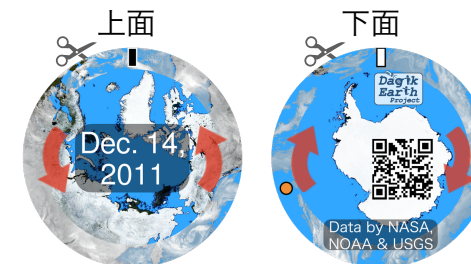 上面
下面
Dec. 14,
2011
Dagik
Earth
Project
Data by NASA,
NOAA & USGS